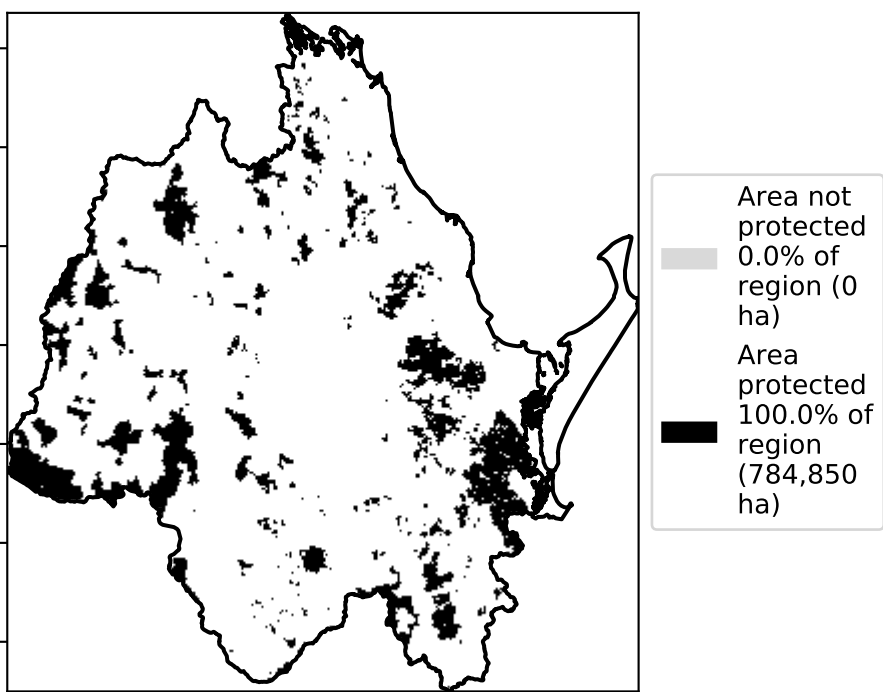 Area not
protected
0.0% of
region (0
ha)
Area
protected
100.0% of
region
(784,850
ha)